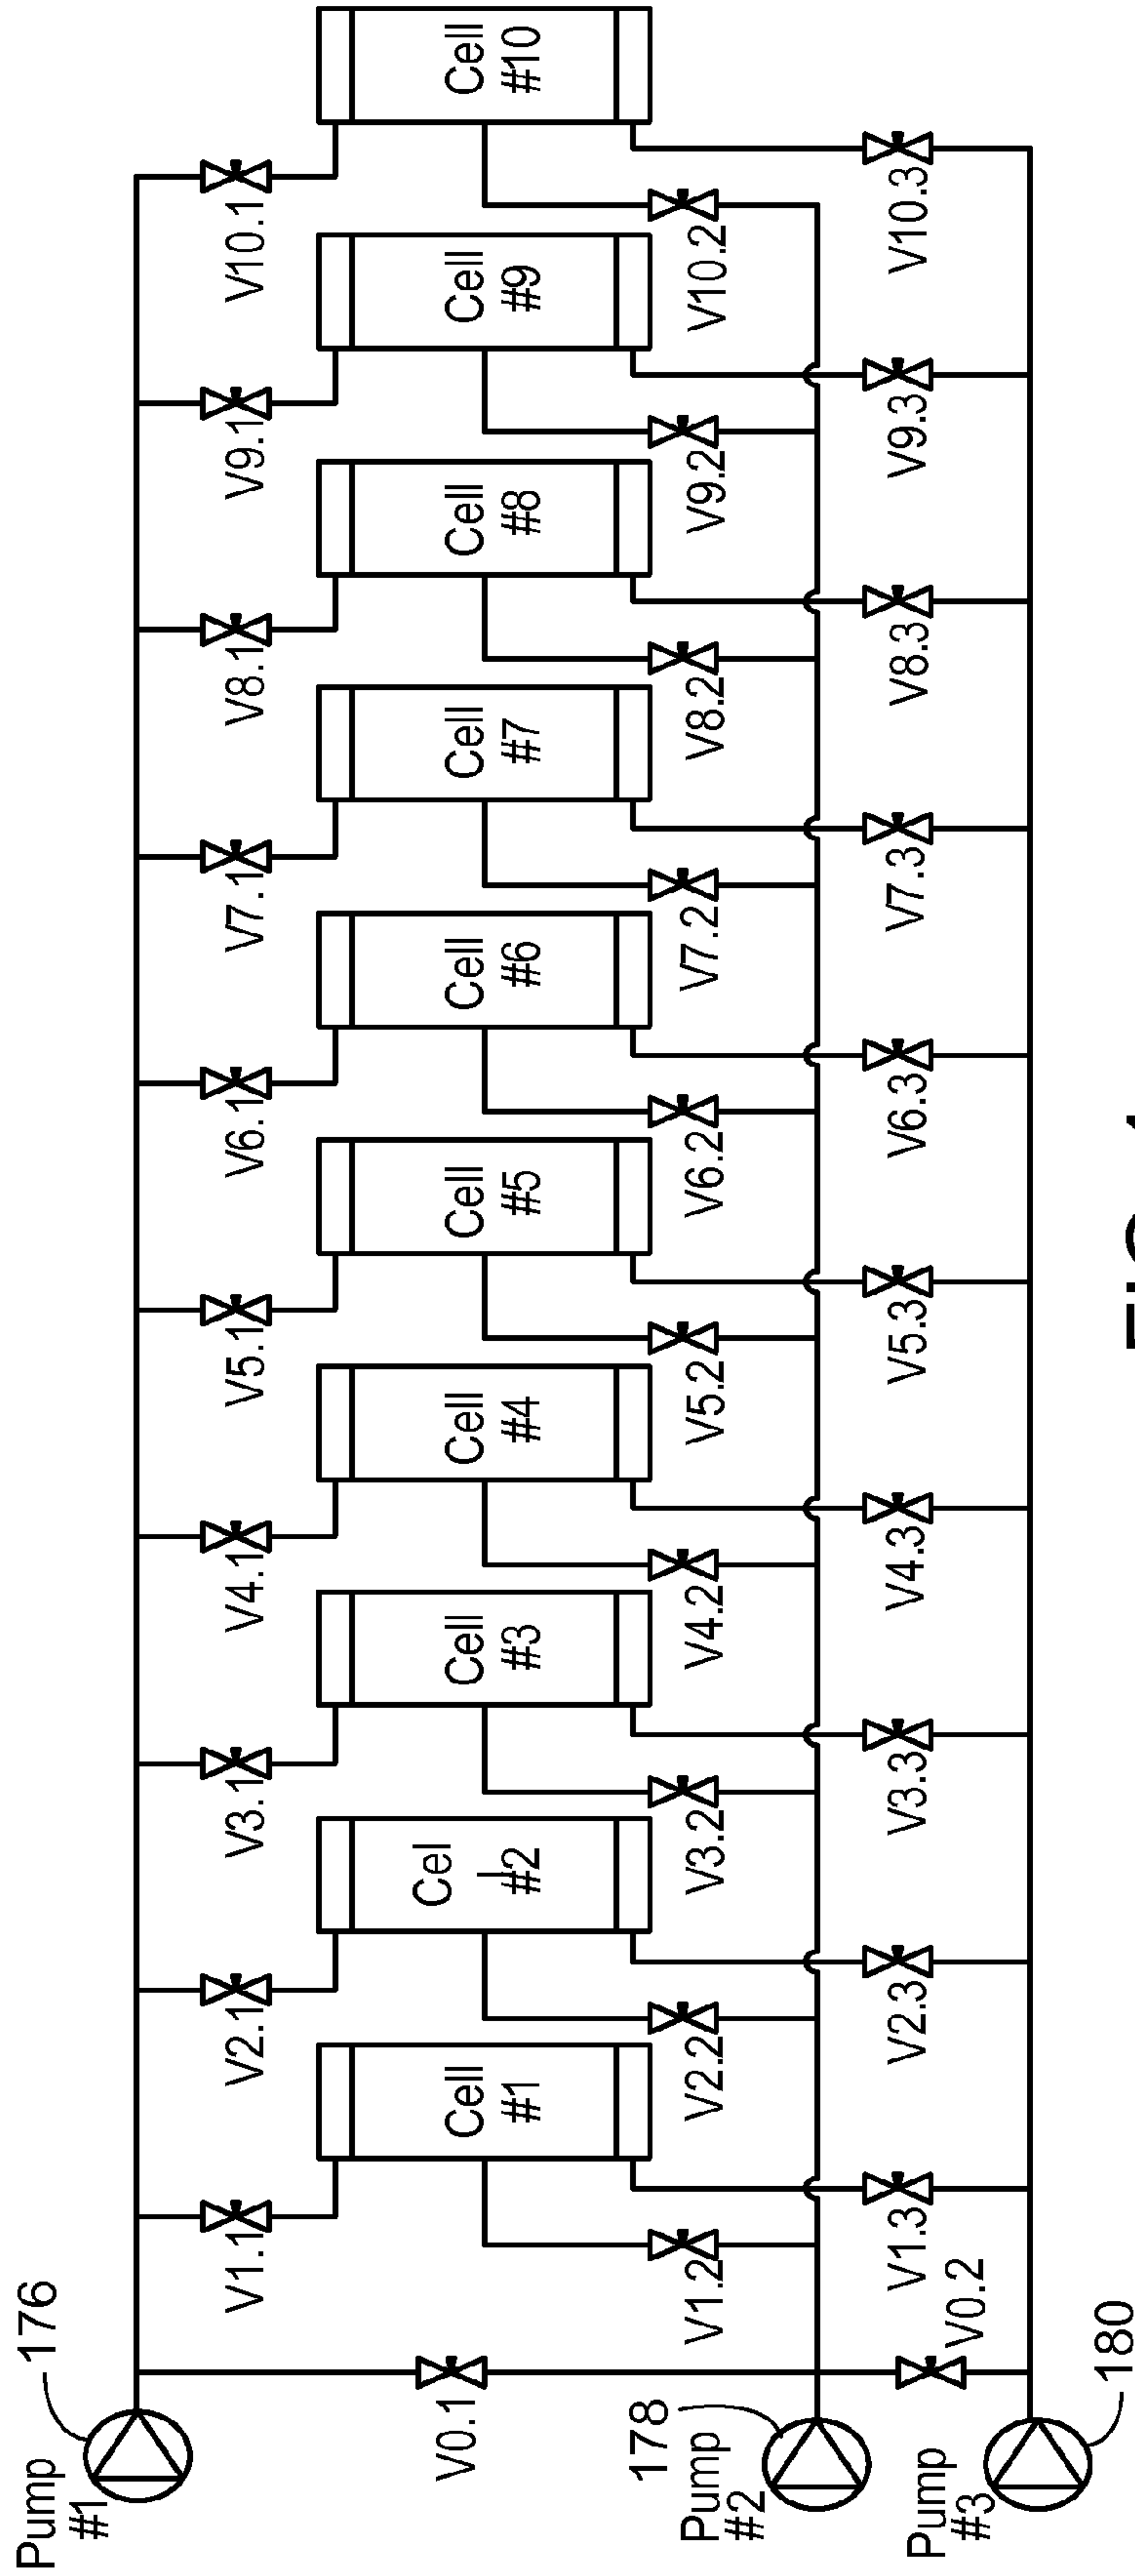 Pump
#1
176
V1.1
V2.1
V3.1
V4.1
V5.1
V6.1
V7.1
V8.1
V9.1
V10.1
Cell
#1
Cel
l
#2
Cell
#3
Cell
#4
Cell
#5
Cell
#6
Cell
#7
Cell
#8
Cell
#9
Cell
#10
V0.1
178
Pump
#2
V1.2
V2.2
V3.2
V4.2
V5.2
V6.2
V7.2
V8.2
V9.2
V10.2
V1.3
V2.3
V3.3
V4.3
V5.3
V6.3
V7.3
V8.3
V9.3
V10.3
Pump
#3
V0.2
180